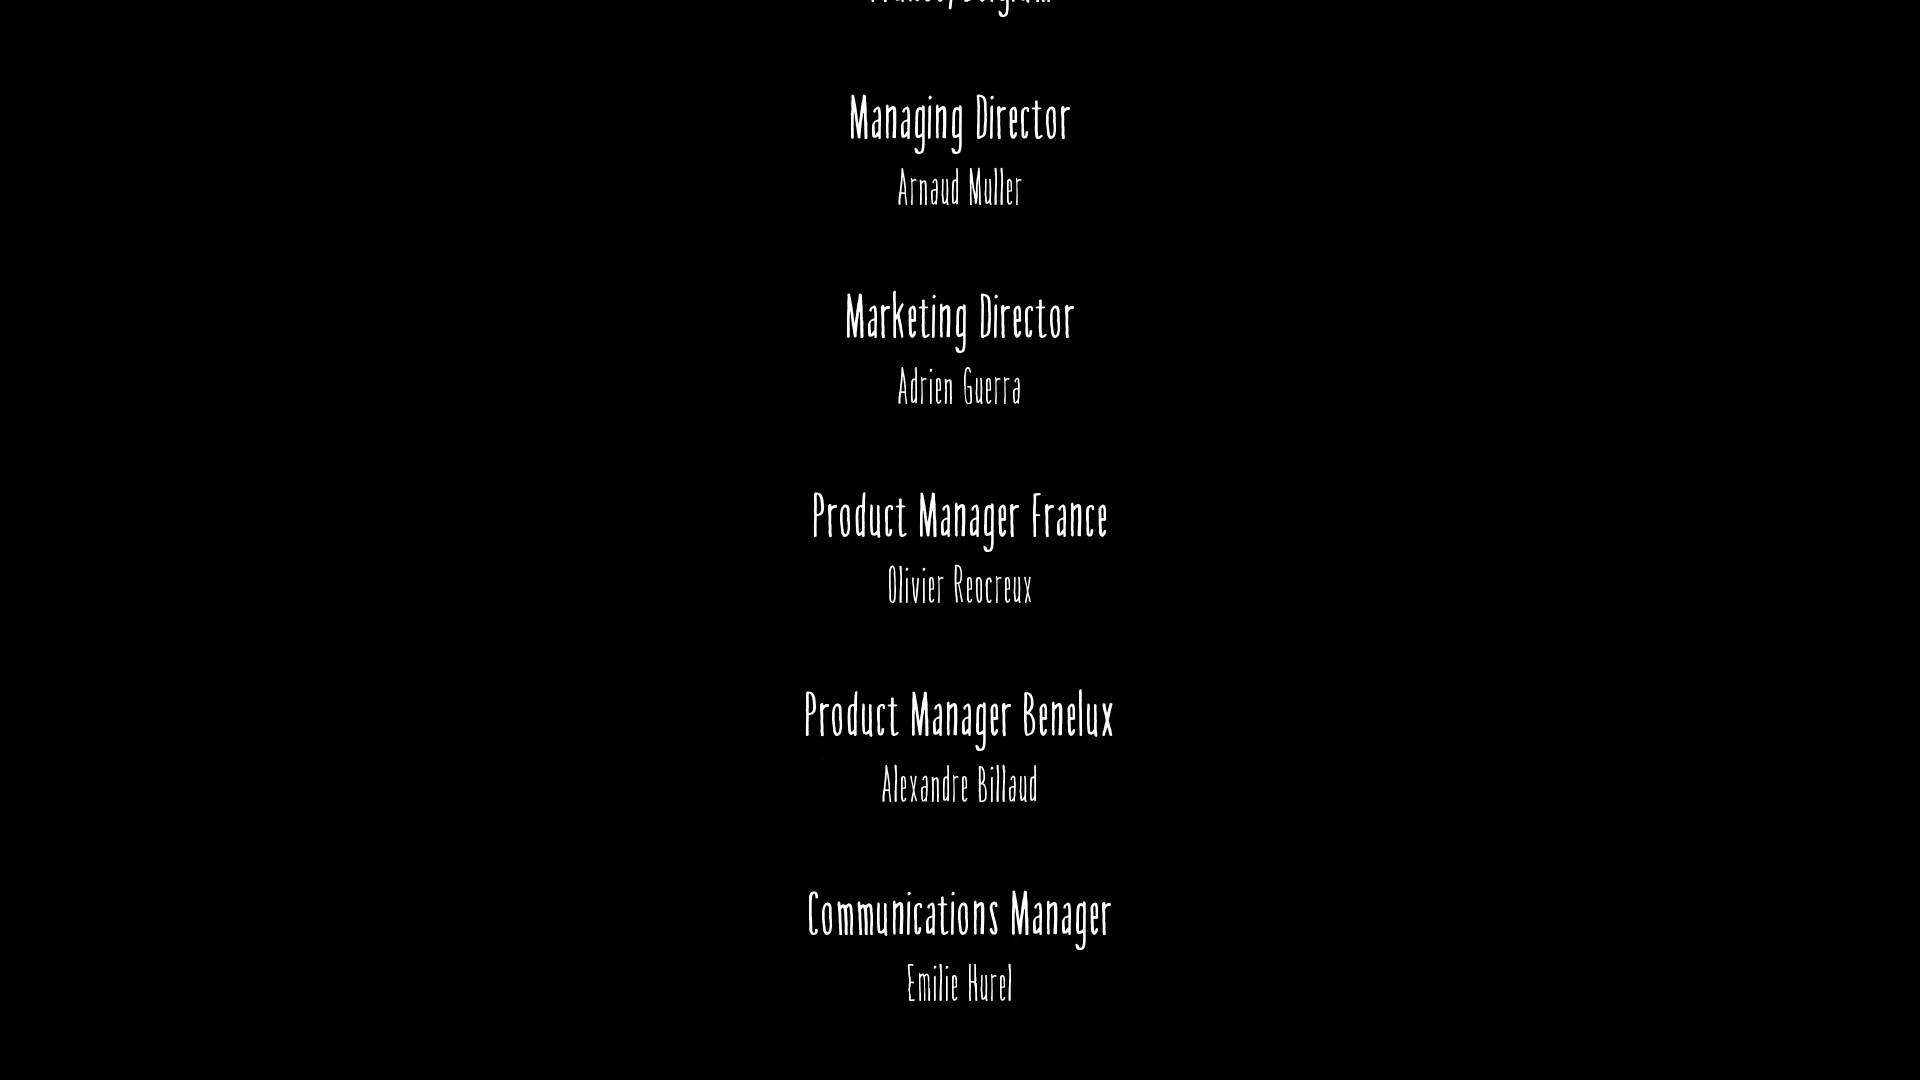 Managing Director
Arnaud Muller
Marketing Director
Adrien Guerra
Product Manager France
Olivier Reocreux
Product Manager Benelux
Alexandre Billaud
Communications Manager
Emilie Hurel